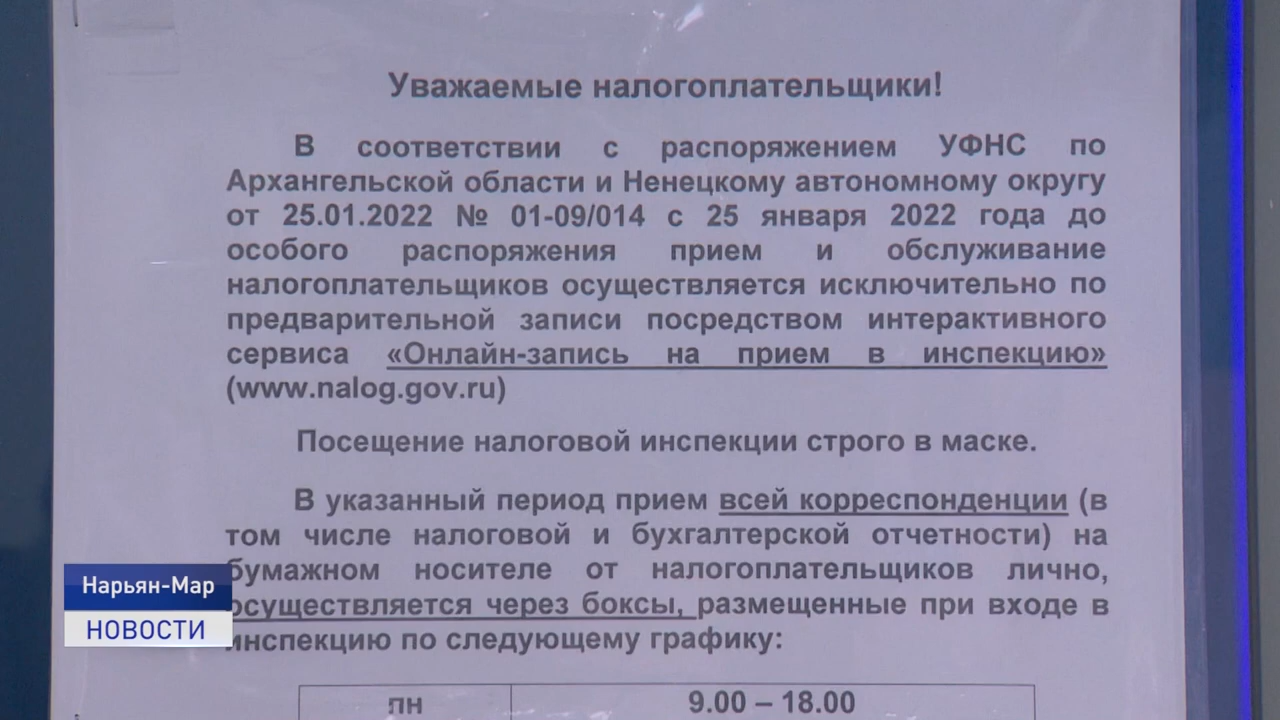 Уважаемые налогоплательщики!
В соответствии с распоряжением УФНС по
Архангельской области и Ненецкому автономному округу
от 25.01.2022 № 01-09/014 с 25 января 2022 года до
особого распоряжения прием и обслуживание
налогоплательщиков осуществляется исключительно по
предварительной записи посредством интерактивного
сервиса «Онлайн-запись на прием в инспекцию»
(www.nalog.gov.ru)
Посещение налоговой инспекции строго в маске.
В указанный период прием всей корреспонденции (в
том числе налоговой и бухгалтерской отчетности) на
бумажном носителе от налогоплательщиков лично,
осуществляется через боксы, размещенные при входе в
инспекцию по следующему графику:
пн 9.00 – 18.00
Нарьян-Мар
НОВОСТИ